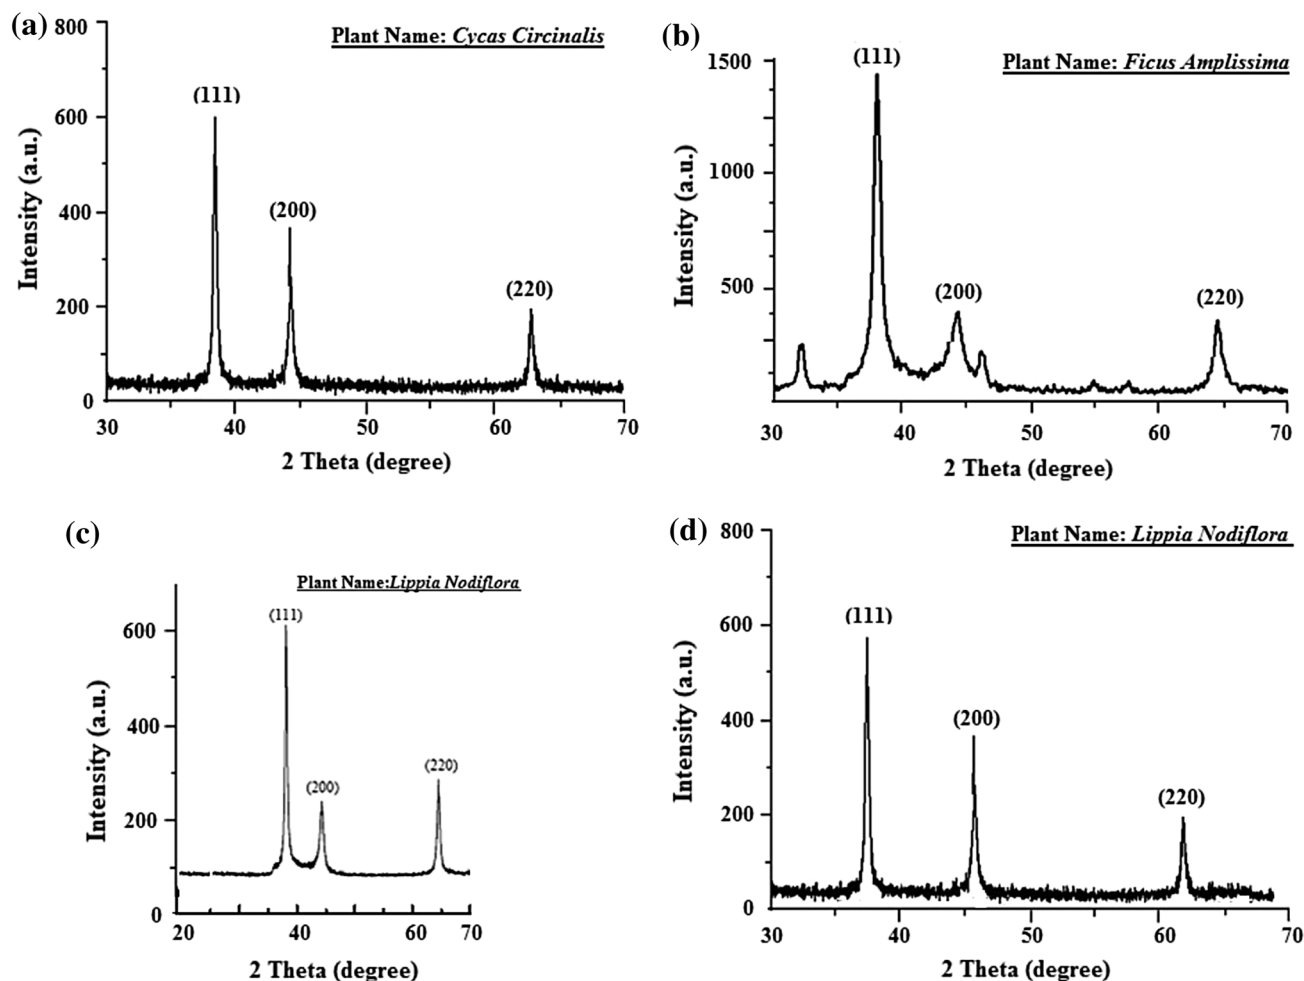 (a)
Plant Name: Cycas Circinalis
800
600
400
200
0
Intensity (a.u.)
(111)
(200)
(220)
30 40 50 60 70
2 Theta (degree)
(b)
Plant Name: Ficus Amplissima
1500
1000
500
Intensity (a.u.)
(111)
(200)
(220)
30 40 50 60 70
2 Theta (degree)
(c)
Plant Name:Lippia Nodiflora
600
400
200
0
Intensity (a.u.)
(111)
(200)
(220)
20 40 60 70
2 Theta (degree)
(d)
Plant Name: Lippia Nodiflora
800
600
400
200
0
Intensity (a.u.)
(111)
(200)
(220)
30 40 50 60 70
2 Theta (degree)